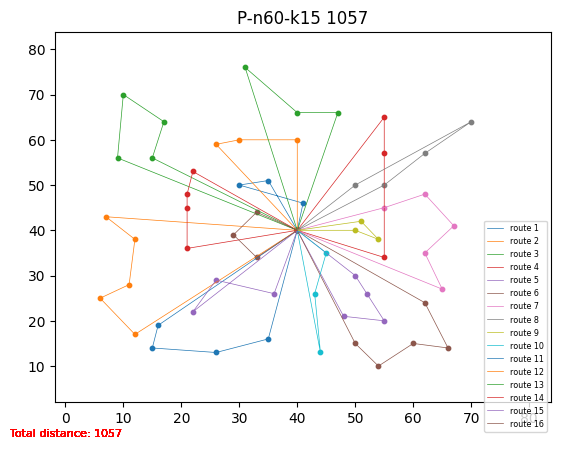 P-n60-k15 1057
80
70
60
50
40
30
20
10
0 10 20 30 40 50 60 70 80
route 1
route 2
route 3
route 4
route 5
route 6
route 7
route 8
route 9
route 10
route 11
route 12
route 13
route 14
route 15
route 16
Total distance: 1057